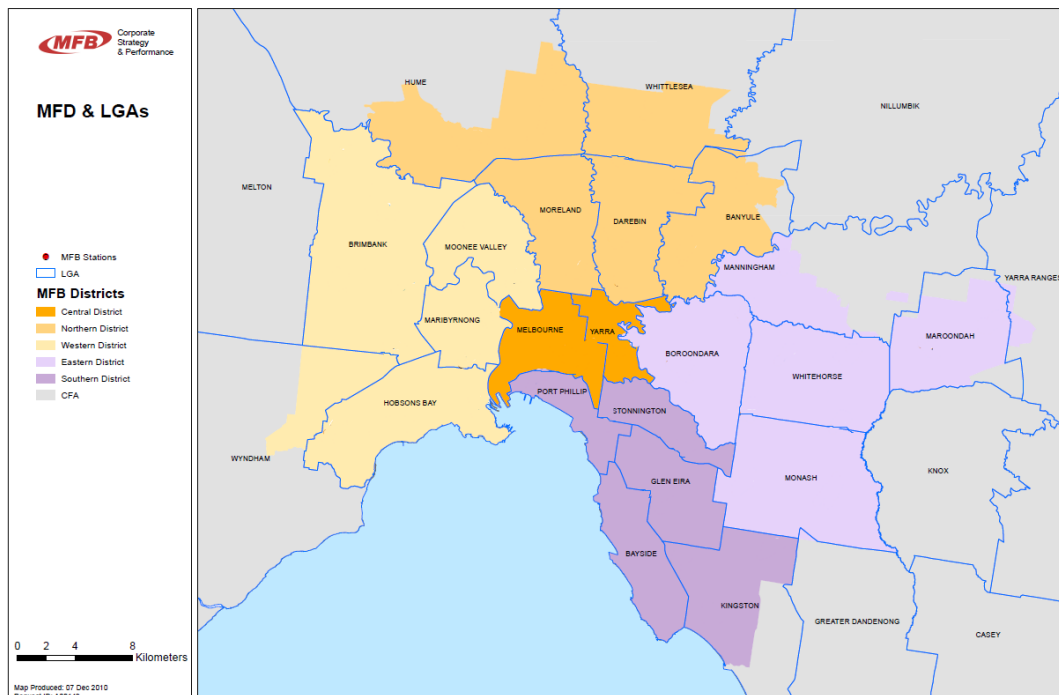 MFB
Corporate
Strategy
& Performance
MFD & LGAs
MFB Stations
LGA
MFB Districts
Central District
Northern District
Western District
Eastern District
Southern District
CFA
0 2 4 8
Kilometers
Map Produced: 07 Dec 2010
HUME
WHITTLESEA
NILLUMBIK
MELTON
MORELAND
DAREBIN
BANYULE
BRIMBANK
MOONEE VALLEY
MANNINGHAM
YARRA RANGES
MARIBYRNONG
MELBOURNE
YARRA
MAROONDAH
BOROONDARA
WHITEHORSE
PORT PHILLIP
HOBSONS BAY
STONNINGTON
WYNDHAM
KNOX
MONASH
GLEN EIRA
BAYSIDE
KINGSTON
GREATER DANDENONG
CASEY